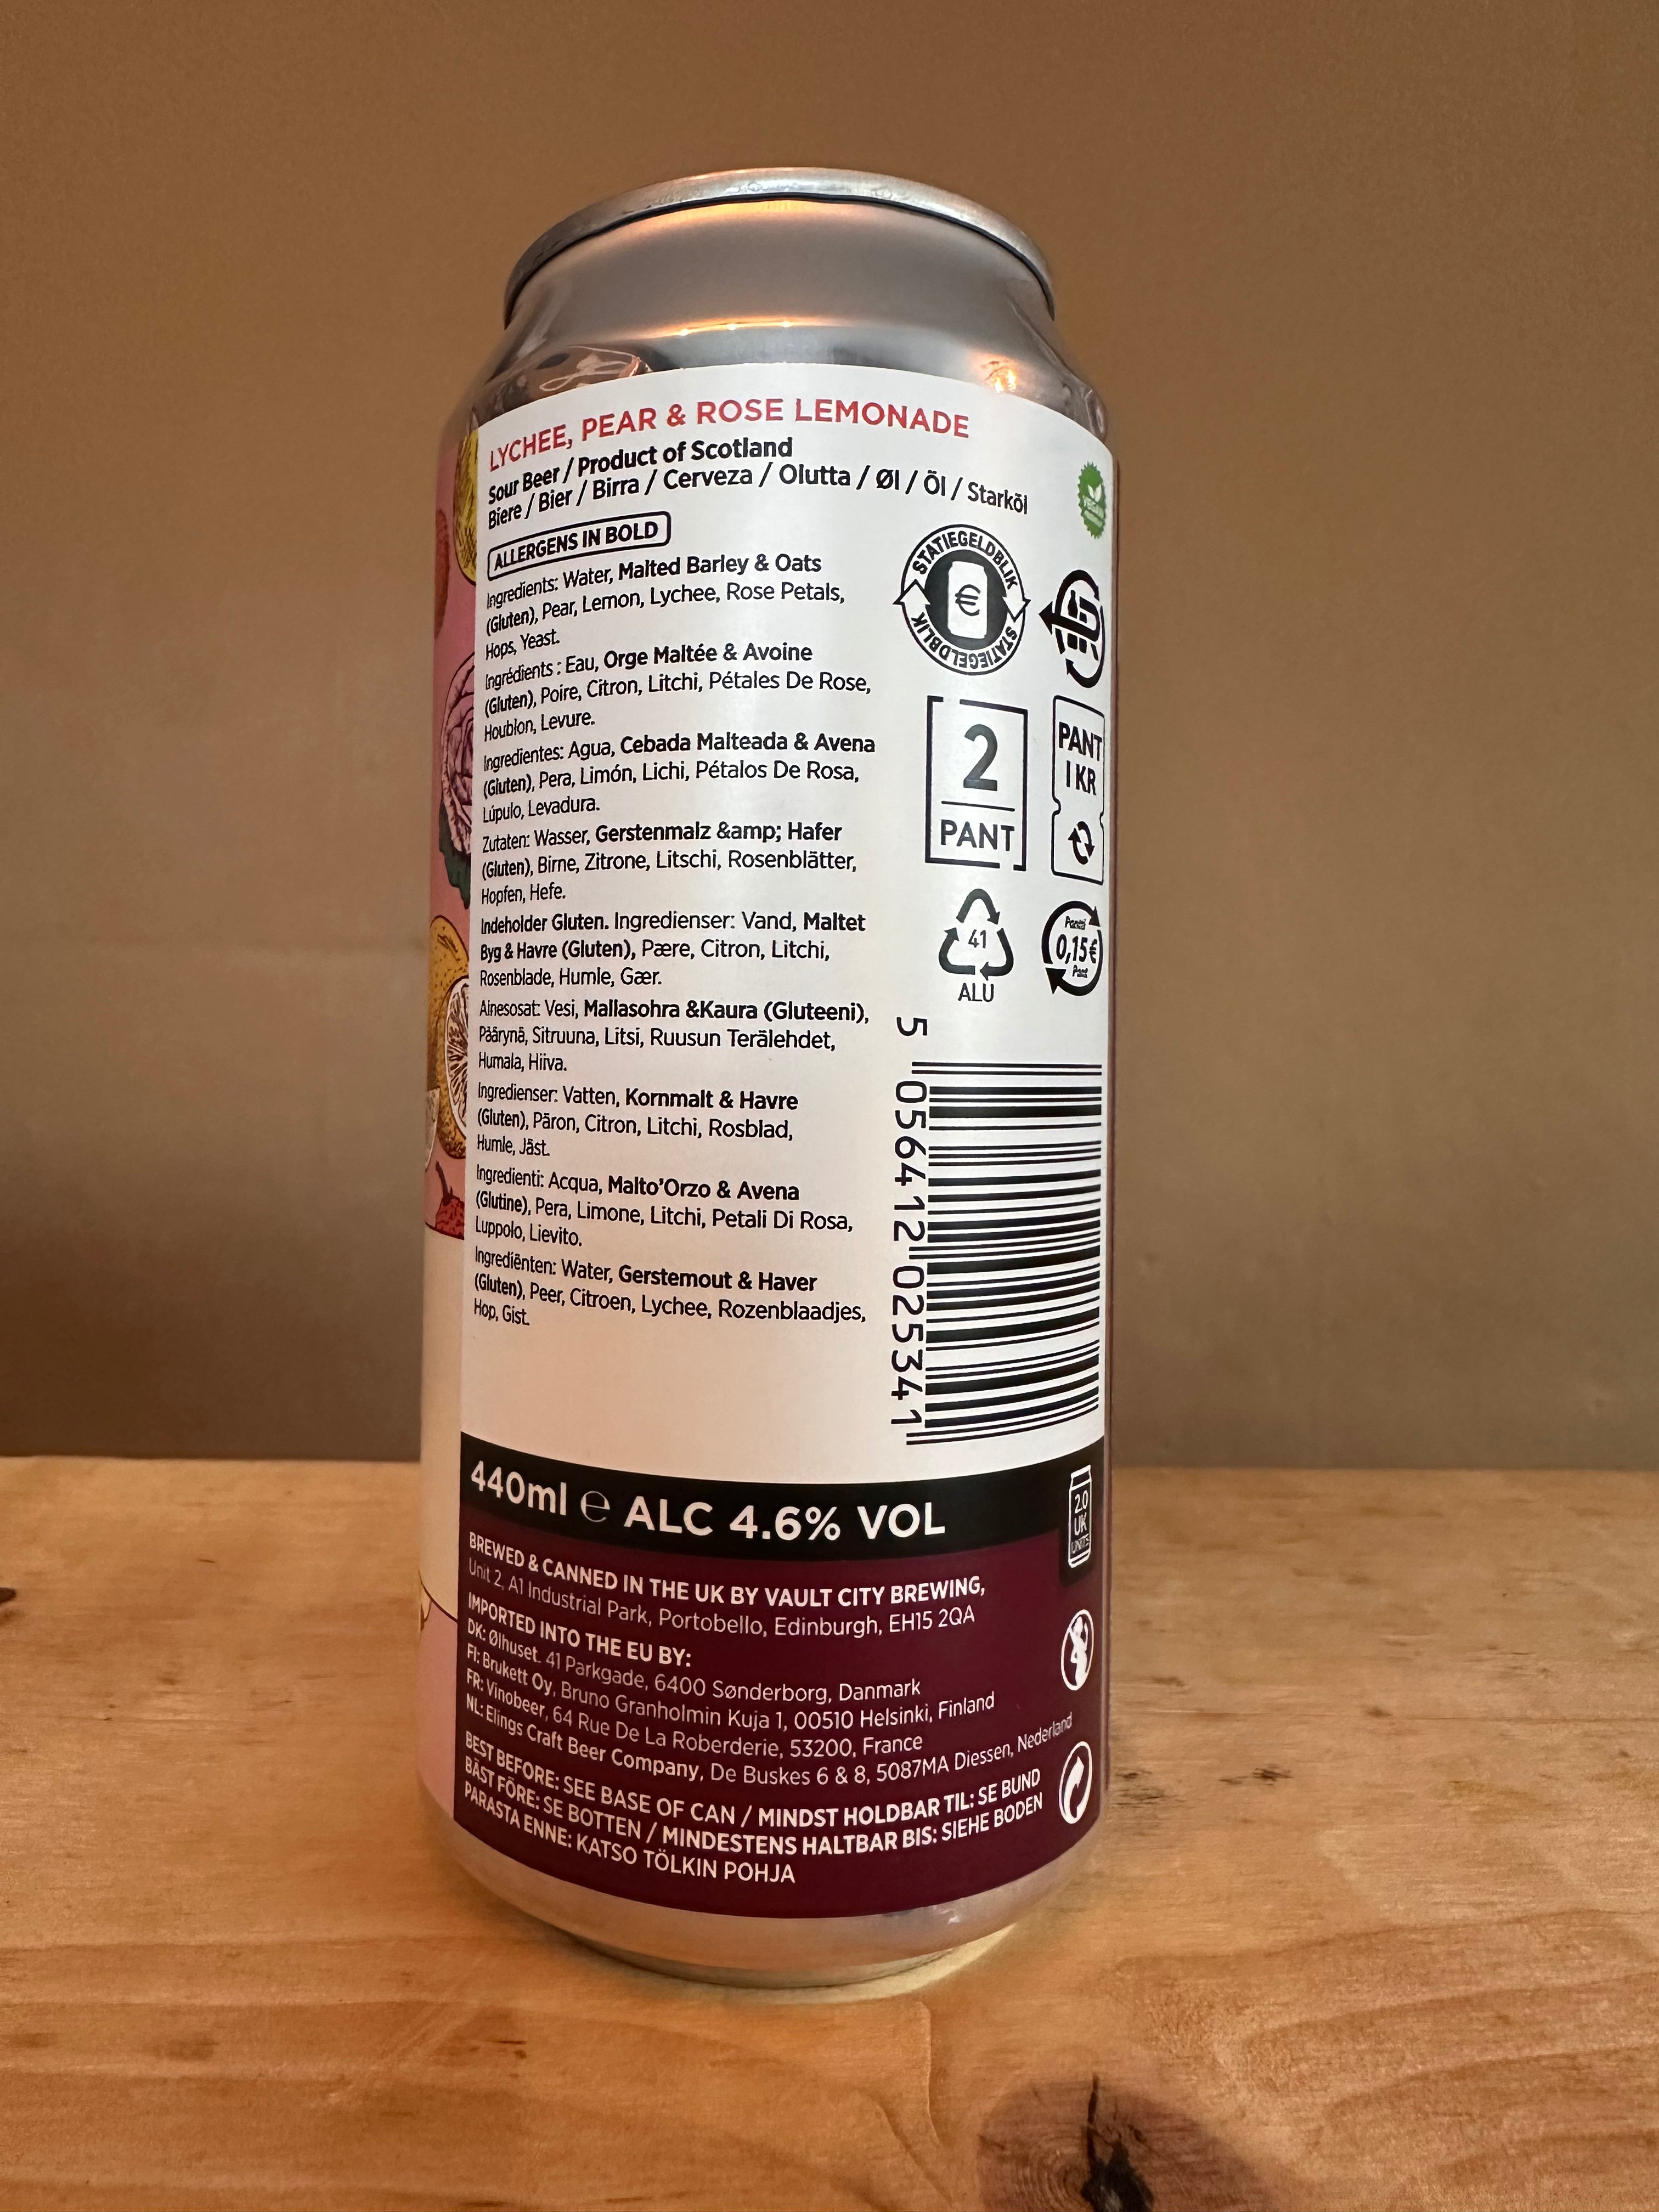 LYCHEE, PEAR & ROSE LEMONADE
Sour Beer / Product of Scotland
Biere / Bier / Birra / Cerveza / Olutta / Øl / Öl / Starköl
ALLERGENS IN BOLD
Ingredients: Water, Malted Barley & Oats
(Gluten), Pear, Lemon, Lychee, Rose Petals,
Hops, Yeast.
Ingrédients : Eau, Orge Maltée & Avoine
(Gluten), Poire, Citron, Litchi, Pétales De Rose,
Houblon, Levure.
Ingredientes: Agua, Cebada Malteada & Avena
(Gluten), Pera, Limón, Lichi, Pétalos De Rosa,
Lúpulo, Levadura.
Zutaten: Wasser, Gerstenmalz &amp; Hafer
(Gluten), Birne, Zitrone, Litschi, Rosenblätter,
Hopfen, Hefe.
Indeholder Gluten. Ingredienser: Vand, Maltet
Byg & Havre (Gluten), Pære, Citron, Litchi,
Rosenblade, Humle, Gær.
Ainesosat: Vesi, Mallasohra &Kaura (Gluteeni),
Päärynä, Sitruuna, Litsi, Ruusun Terälehdet,
Humala, Hiiva.
Ingredienser: Vatten, Kornmalt & Havre
(Gluten), Päron, Citron, Litchi, Rosblad,
Humle, Jäst.
Ingredienti: Acqua, Malto'Orzo & Avena
(Glutine), Pera, Limone, Litchi, Petali Di Rosa,
Luppolo, Lievito.
Ingrediënten: Water, Gerstemout & Haver
(Gluten), Peer, Citroen, Lychee, Rozenblaadjes,
Hop, Gist.
VEGAN
STATIEGELDBLIK
€
STATIEGELDBLIK
2
PANT
PANT
1 KR
41
ALU
Pantti
0,15€
Pant
5 056412 025341
440ml ℮ ALC 4.6% VOL
2.0
UK
UNITS
BREWED & CANNED IN THE UK BY VAULT CITY BREWING,
Unit 2, A1 Industrial Park, Portobello, Edinburgh, EH15 2QA
IMPORTED INTO THE EU BY:
DK: Ølhuset. 41 Parkgade, 6400 Sønderborg, Danmark
FI: Brukett Oy, Bruno Granholmin Kuja 1, 00510 Helsinki, Finland
FR: Vinobeer, 64 Rue De La Roberderie, 53200, France
NL: Elings Craft Beer Company, De Buskes 6 & 8, 5087MA Diessen, Nederland
BEST BEFORE: SEE BASE OF CAN / MINDST HOLDBAR TIL: SE BUND
BÄST FÖRE: SE BOTTEN / MINDESTENS HALTBAR BIS: SIEHE BODEN
PARASTA ENNE: KATSO TÖLKIN POHJA